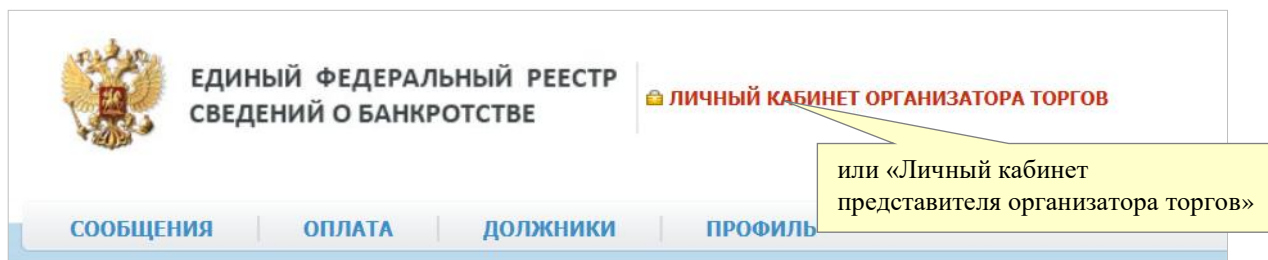 ЕДИНЫЙ ФЕДЕРАЛЬНЫЙ РЕЕСТР
СВЕДЕНИЙ О БАНКРОТСТВЕ
ЛИЧНЫЙ КАБИНЕТ ОРГАНИЗАТОРА ТОРГОВ
или «Личный кабинет
представителя организатора торгов»
СООБЩЕНИЯ ОПЛАТА ДОЛЖНИКИ ПРОФИЛЬ